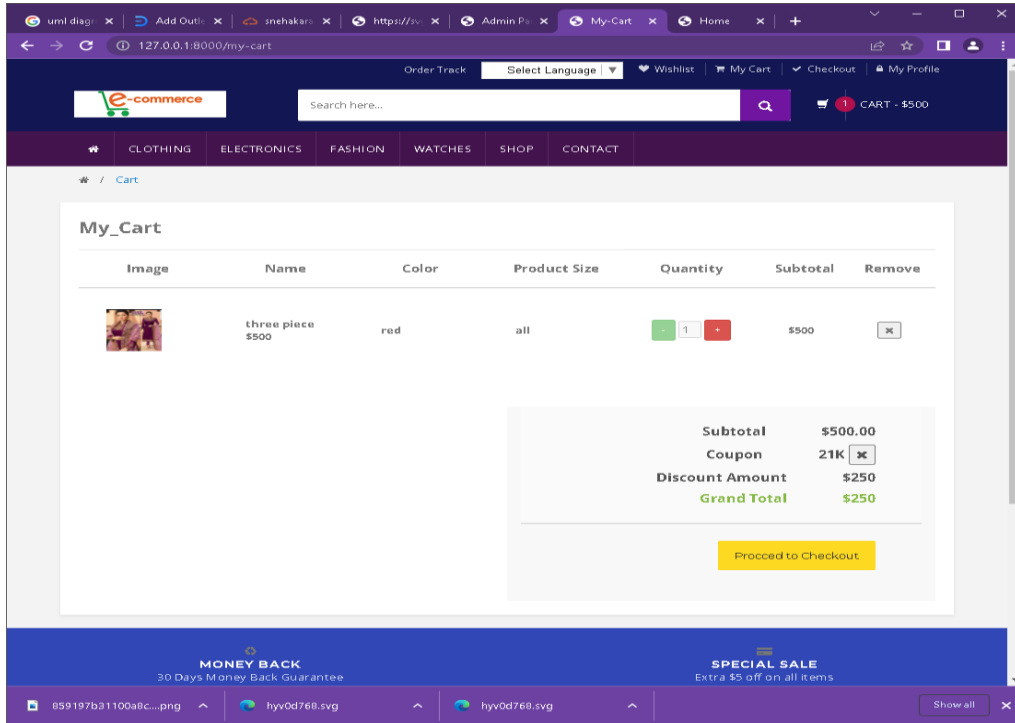 uml diagr
Add Outle
snehakara
https://sv
Admin Pa
My-Cart
Home
127.0.0.1:8000/my-cart
Order Track
Select Language ▼
Wishlist
My Cart
Checkout
My Profile
e-commerce
Search here...
1
CART - $500
CLOTHING
ELECTRONICS
FASHION
WATCHES
SHOP
CONTACT
/ Cart
My_Cart
Image Name Color Product Size Quantity Subtotal Remove
three piece
$500
red
all
- 1 +
$500
Subtotal $500.00
Coupon 21K
Discount Amount $250
Grand Total $250
Procced to Checkout
MONEY BACK
30 Days Money Back Guarantee
SPECIAL SALE
Extra $5 off on all items
859197b31100a8c....png
hyv0d768.svg
hyv0d768.svg
Show all